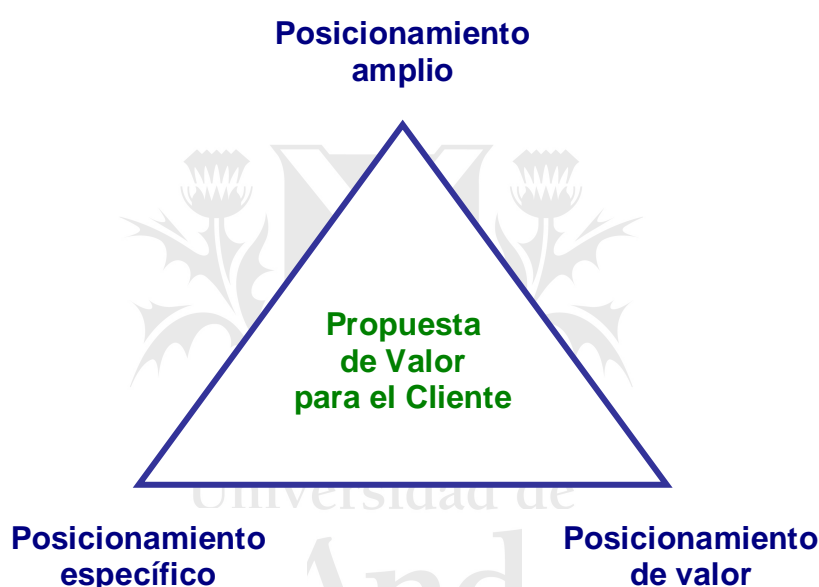 Posicionamiento
amplio
Propuesta
de Valor
para el Cliente
Universidad de
Posicionamiento
específico
Posicionamiento
de valor